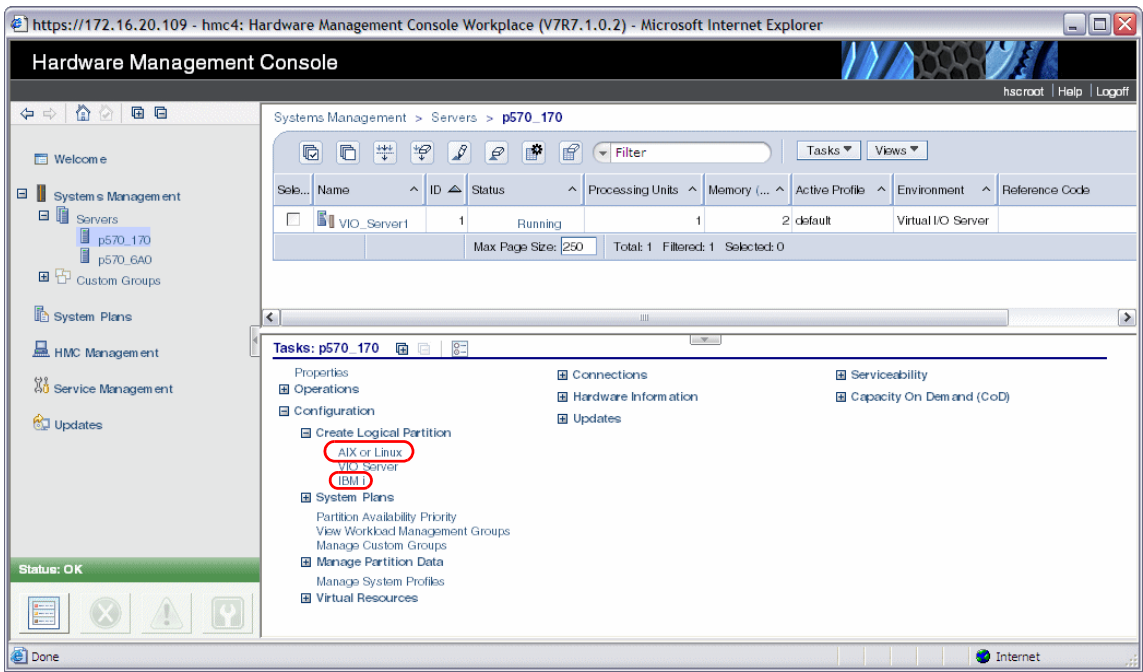 https://172.16.20.109 - hmc4: Hardware Management Console Workplace (V7R7.1.0.2) - Microsoft Internet Explorer
Hardware Management Console
hscroot | Help | Logoff
Systems Management > Servers > p570_170
Welcome
Systems Management
Servers
p570_170
p570_6A0
Custom Groups
System Plans
HMC Management
Service Management
Updates
Status: OK
Filter
Tasks
Views
Sele... Name ID Status Processing Units Memory (... Active Profile Environment Reference Code
VIO_Server1 1 Running 1 2 default Virtual I/O Server
Max Page Size: 250 Total: 1 Filtered: 1 Selected: 0
Tasks: p570_170
Properties
Operations
Configuration
Create Logical Partition
AIX or Linux
VIO Server
IBM i
System Plans
Partition Availability Priority
View Workload Management Groups
Manage Custom Groups
Manage Partition Data
Manage System Profiles
Virtual Resources
Connections
Hardware Information
Updates
Serviceability
Capacity On Demand (CoD)
Done
Internet